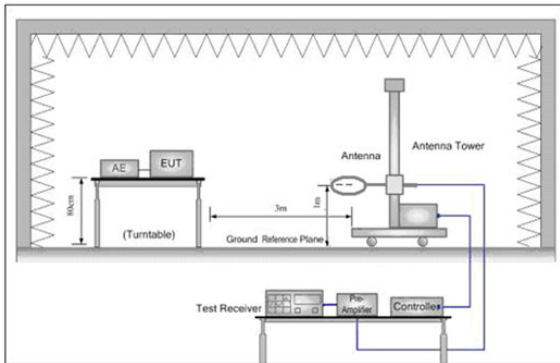 AE
EUT
Antenna
Antenna Tower
80cm
3m
1m
(Turntable)
Ground Reference Plane
Test Receiver
Pre-
Amplifier
Controller